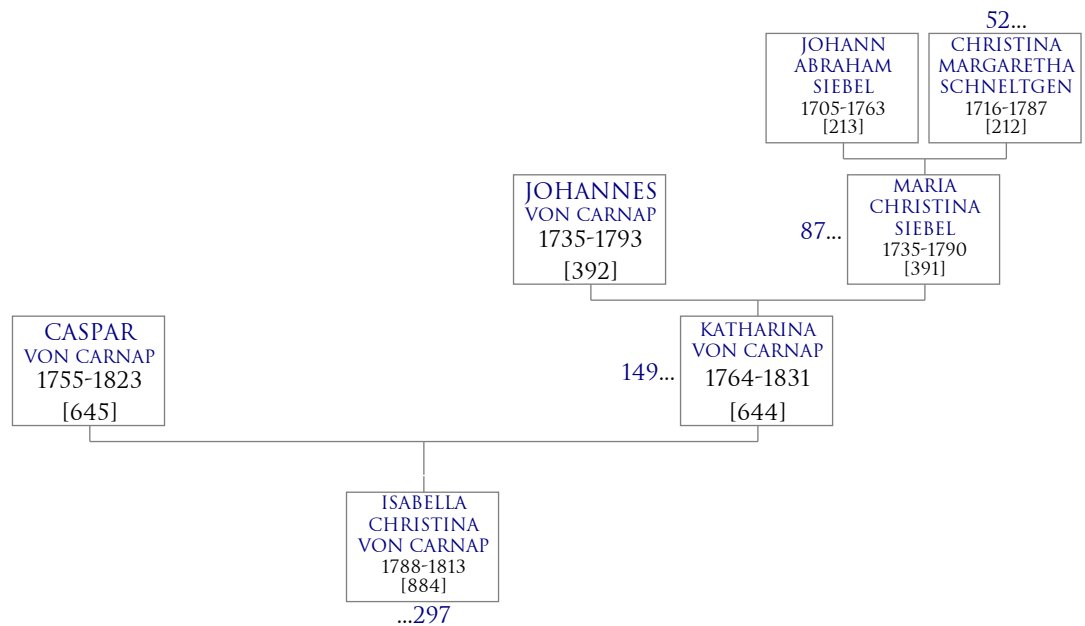 52...
JOHANN
ABRAHAM
SIEBEL
1705-1763
[213]
CHRISTINA
MARGARETHA
SCHNELTGEN
1716-1787
[212]
JOHANNES
VON CARNAP
1735-1793
[392]
87...
MARIA
CHRISTINA
SIEBEL
1735-1790
[391]
CASPAR
VON CARNAP
1755-1823
[645]
149...
KATHARINA
VON CARNAP
1764-1831
[644]
ISABELLA
CHRISTINA
VON CARNAP
1788-1813
[884]
...297